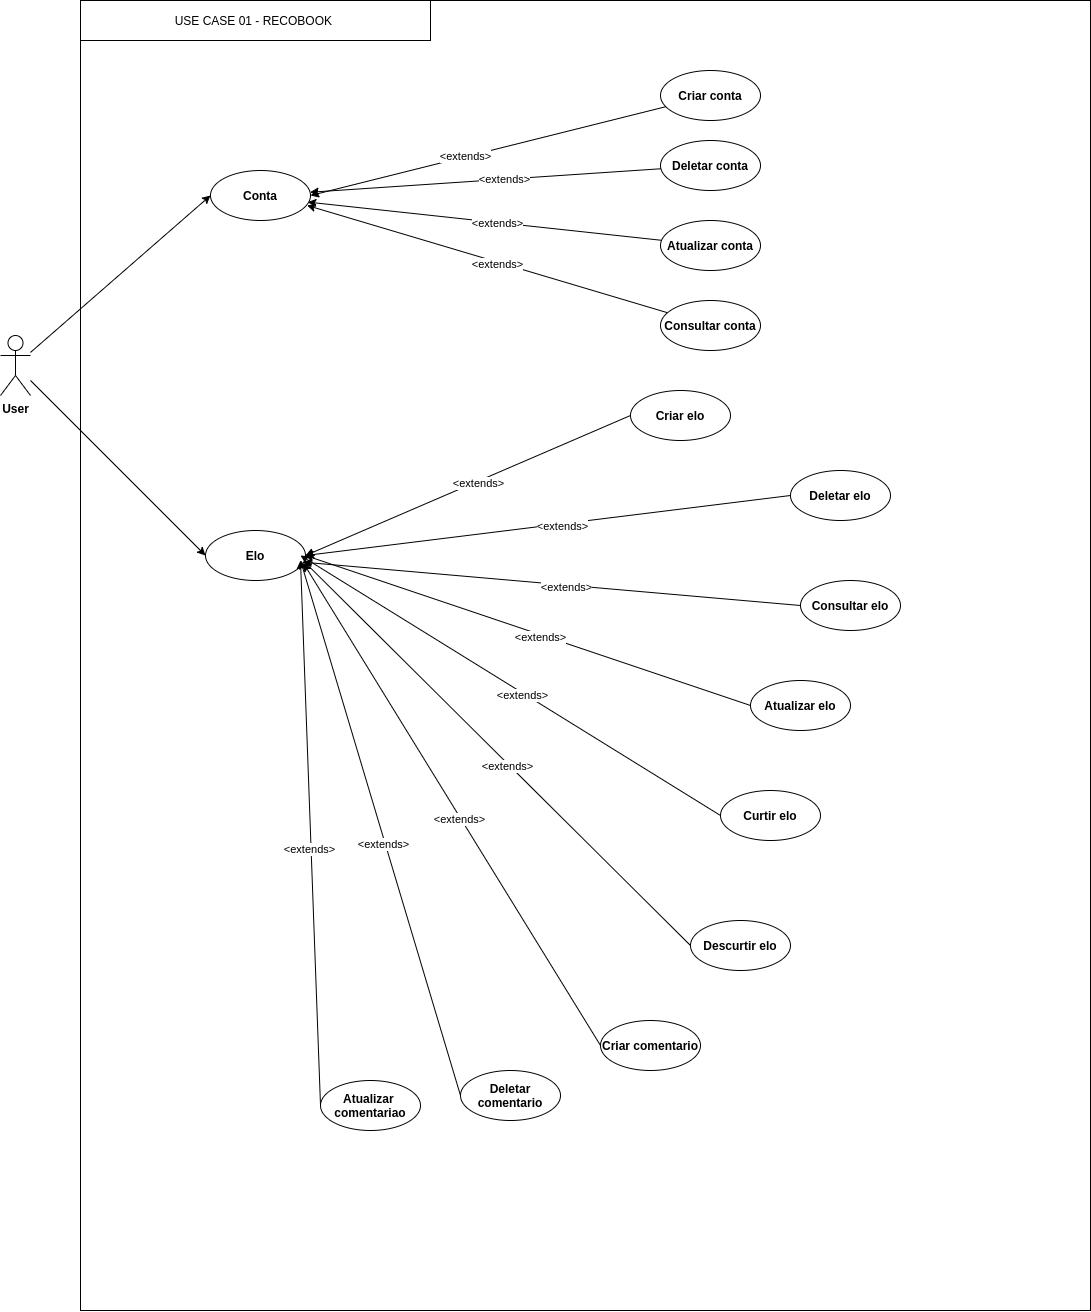 USE CASE 01 - RECOBOOK
Criar conta
<extends>
Deletar conta
<extends>
Conta
<extends>
Atualizar conta
<extends>
Consultar conta
User
Criar elo
<extends>
Deletar elo
<extends>
Elo
<extends>
Consultar elo
<extends>
Atualizar elo
<extends>
<extends>
Curtir elo
<extends>
<extends>
<extends>
Descurtir elo
Criar comentario
Deletar
comentario
Atualizar
comentariao